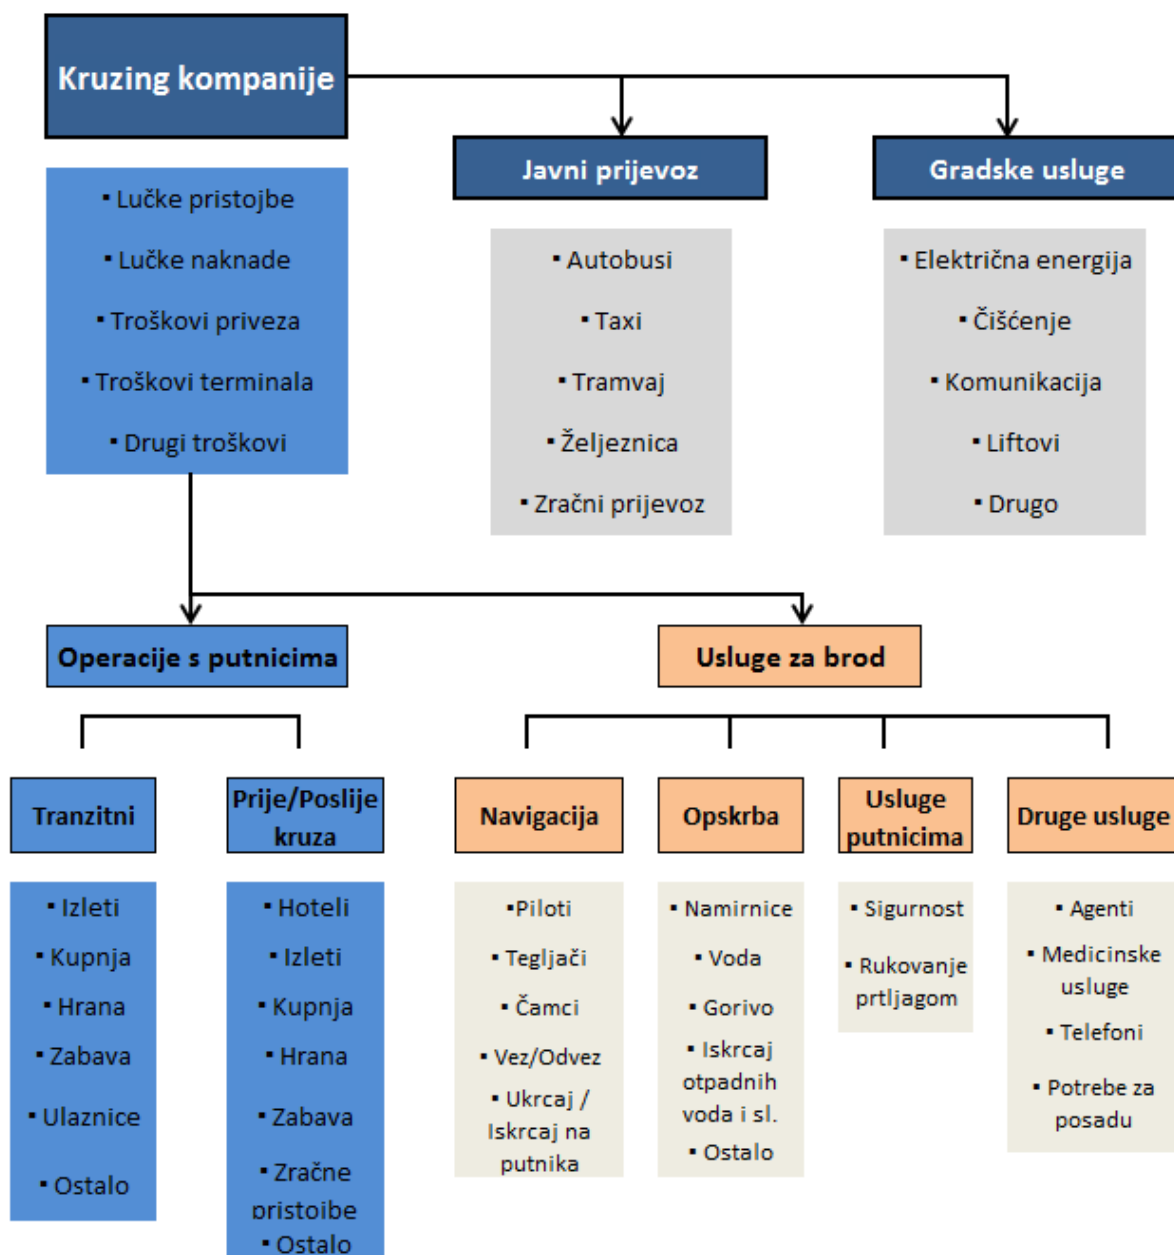 Kruzing kompanije
▪ Lučke pristojbe
▪ Lučke naknade
▪ Troškovi priveza
▪ Troškovi terminala
▪ Drugi troškovi
Javni prijevoz
▪ Autobusi
▪ Taxi
▪ Tramvaj
▪ Željeznica
▪ Zračni prijevoz
Gradske usluge
▪ Električna energija
▪ Čišćenje
▪ Komunikacija
▪ Liftovi
▪ Drugo
Operacije s putnicima
Tranzitni
▪ Izleti
▪ Kupnja
▪ Hrana
▪ Zabava
▪ Ulaznice
▪ Ostalo
Prije/Poslije
kruza
▪ Hoteli
▪ Izleti
▪ Kupnja
▪ Hrana
▪ Zabava
▪ Zračne
pristojbe
▪ Ostalo
Usluge za brod
Navigacija
▪Piloti
▪ Tegljači
▪ Čamci
▪ Vez/Odvez
▪ Ukrcaj /
Iskrcaj na
putnika
Opskrba
▪ Namirnice
▪ Voda
▪ Gorivo
▪ Iskrcaj
otpadnih
voda i sl.
▪ Ostalo
Usluge
putnicima
▪ Sigurnost
▪ Rukovanje
prtljagom
Druge usluge
▪ Agenti
▪ Medicinske
usluge
▪ Telefoni
▪ Potrebe za
posadu